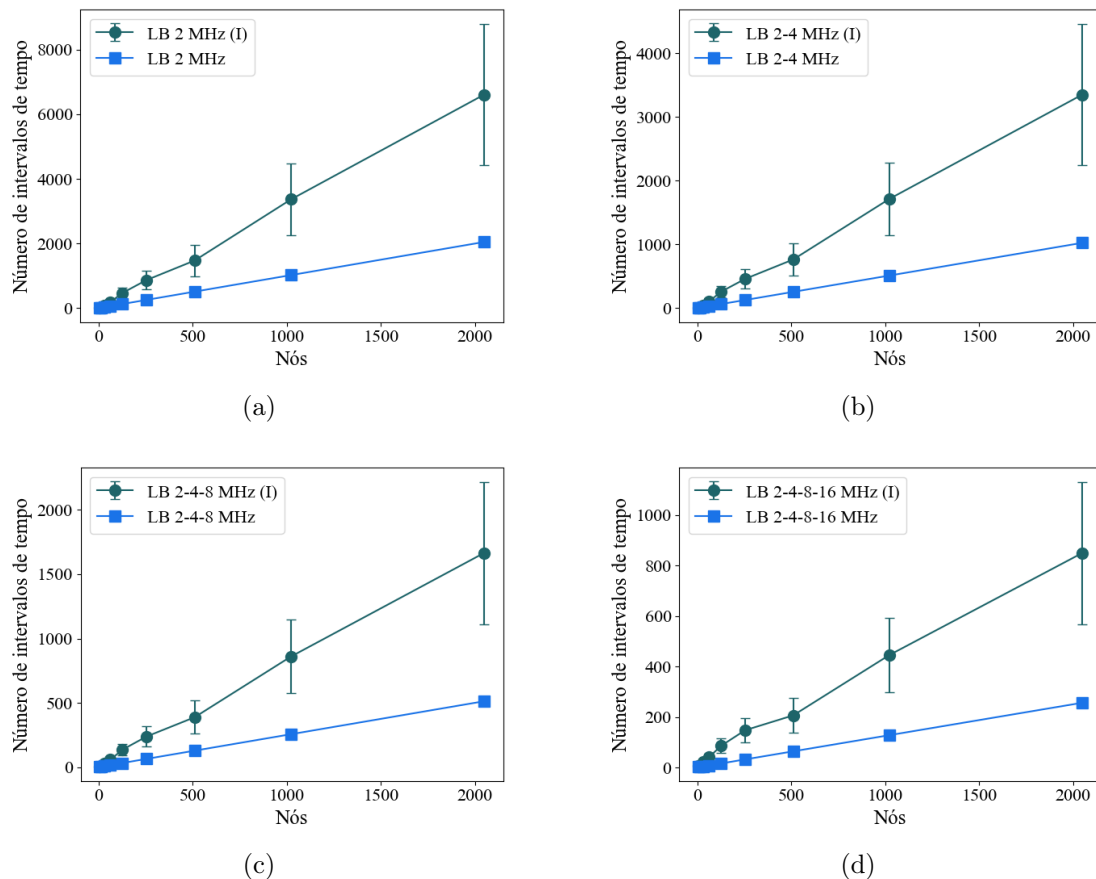 LB 2 MHz (I)
LB 2 MHz
Número de intervalos de tempo
8000
6000
4000
2000
0
0 500 1000 1500 2000
Nós
(a)
LB 2-4 MHz (I)
LB 2-4 MHz
Número de intervalos de tempo
4000
3000
2000
1000
0
0 500 1000 1500 2000
Nós
(b)
LB 2-4-8 MHz (I)
LB 2-4-8 MHz
Número de intervalos de tempo
2000
1500
1000
500
0
0 500 1000 1500 2000
Nós
(c)
LB 2-4-8-16 MHz (I)
LB 2-4-8-16 MHz
Número de intervalos de tempo
1000
800
600
400
200
0
0 500 1000 1500 2000
Nós
(d)